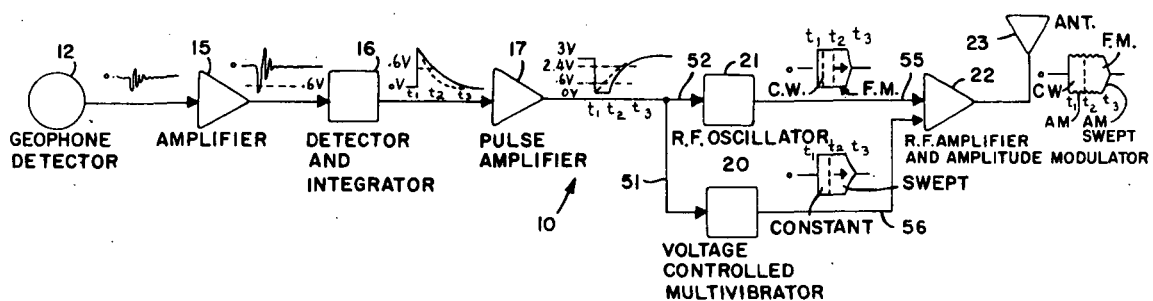 12
GEOPHONE
DETECTOR
15
AMPLIFIER
.6V
16
DETECTOR
AND
INTEGRATOR
.6V
0V
t1 t2 t3
17
PULSE
AMPLIFIER
3V
2.4V
.6V
0V
t1 t2 t3
10
52
51
21
R.F. OSCILLATOR
20
VOLTAGE
CONTROLLED
MULTIVIBRATOR
t1 t2 t3
C.W.
F.M.
55
t1 t2 t3
SWEPT
CONSTANT
56
22
R.F. AMPLIFIER
AND AMPLITUDE MODULATOR
23
ANT.
F.M.
C.W
t1 t2 t3
AM
AM
SWEPT